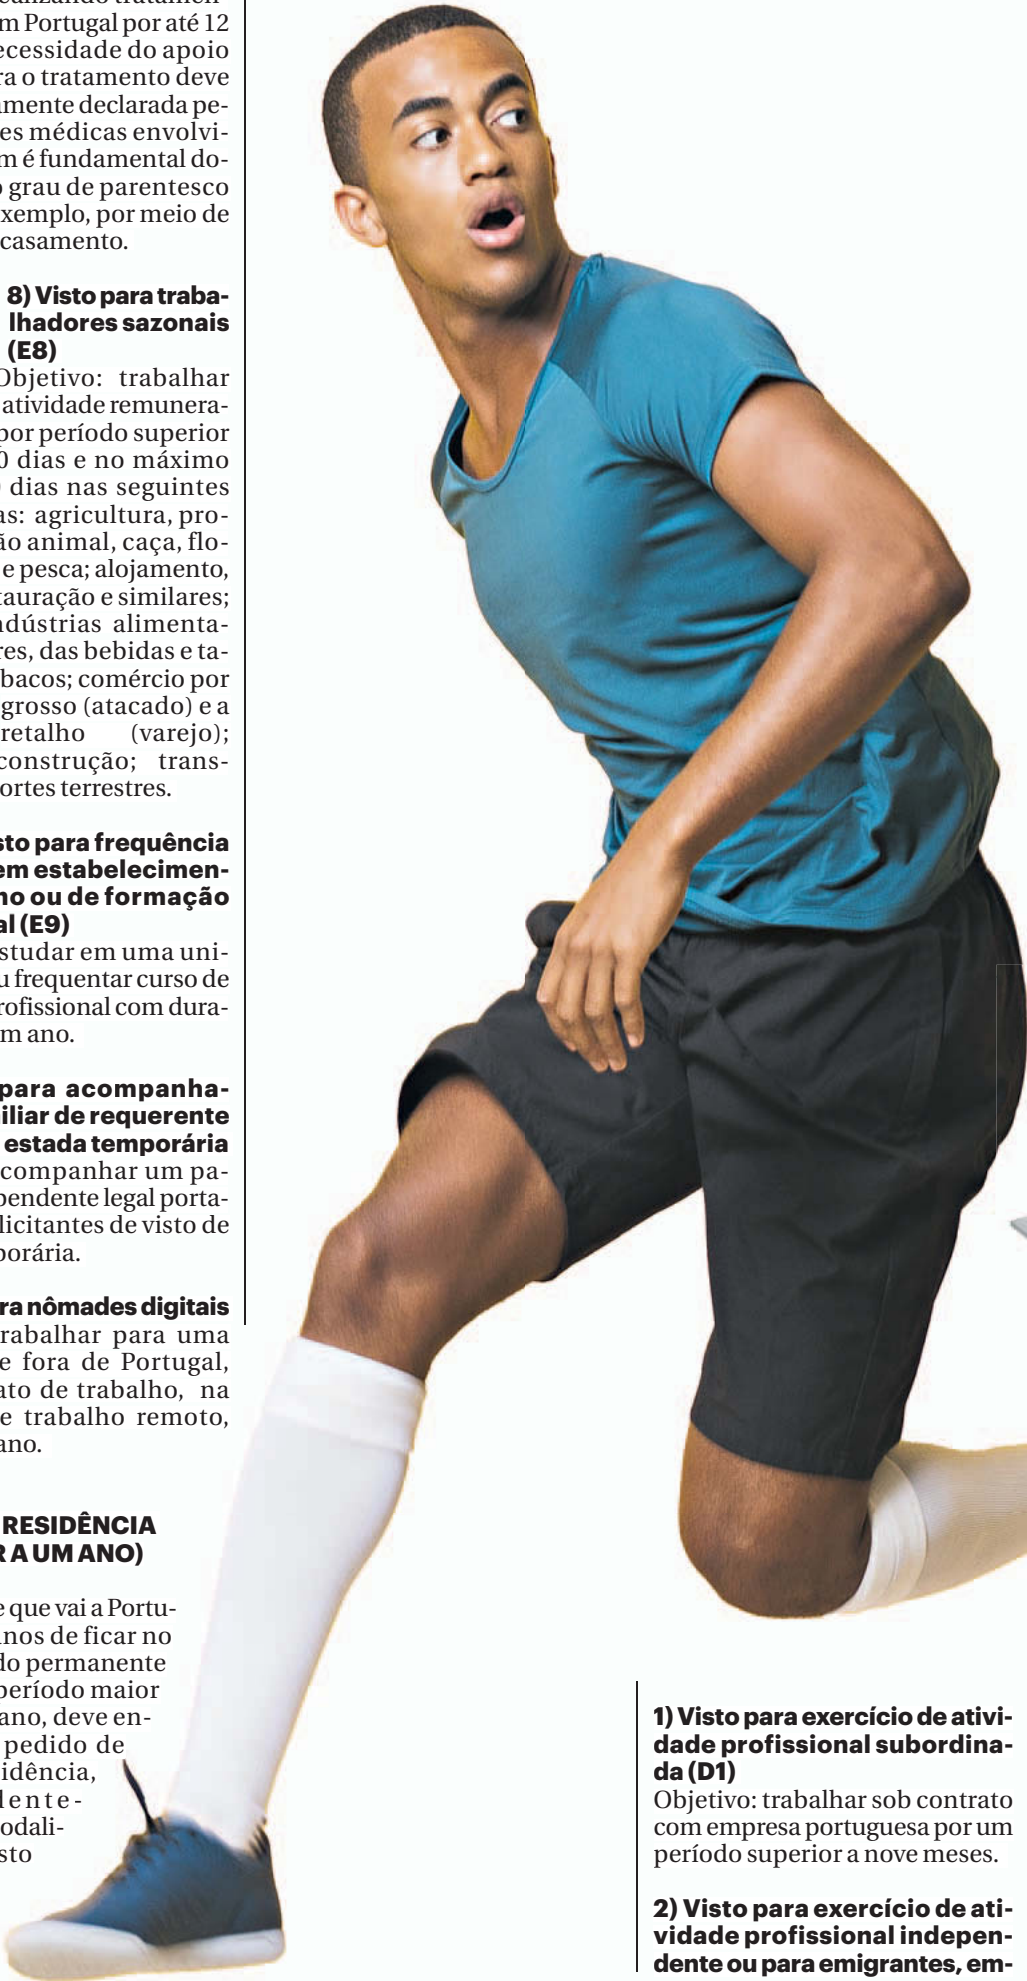 ealizando tratamen-
m Portugal por até 12
ecessidade do apoio
ra o tratamento deve
amente declarada pe-
es médicas envolvi-
m é fundamental do-
o grau de parentesco
xemplo, por meio de
casamento.
8) Visto para traba-
lhadores sazonais
(E8)
Objetivo: trabalhar
atividade remunera-
por período superior
0 dias e no máximo
dias nas seguintes
as: agricultura, pro-
ão animal, caça, flo-
e pesca; alojamento,
tauração e similares;
ndústrias alimenta-
res, das bebidas e ta-
bacos; comércio por
grosso (atacado) e a
retalho (varejo);
construção; trans-
ortes terrestres.
sto para frequência
em estabelecimen-
no ou de formação
al (E9)
studar em uma uni-
u frequentar curso de
rofissional com dura-
m ano.
para acompanha-
iliar de requerente
estada temporária
companhar um pa-
pendente legal porta-
licitantes de visto de
porária.
ra nômades digitais
rabalhar para uma
e fora de Portugal,
ato de trabalho, na
e trabalho remoto,
ano.
RESIDÊNCIA
R A UM ANO)
e que vai a Portu-
anos de ficar no
do permanente
período maior
ano, deve en-
pedido de
idência,
lente-
odali-
sto
1) Visto para exercício de ativi-
dade profissional subordina-
da (D1)
Objetivo: trabalhar sob contrato
com empresa portuguesa por um
período superior a nove meses.
2) Visto para exercício de ati-
vidade profissional indepen-
dente ou para emigrantes, em-